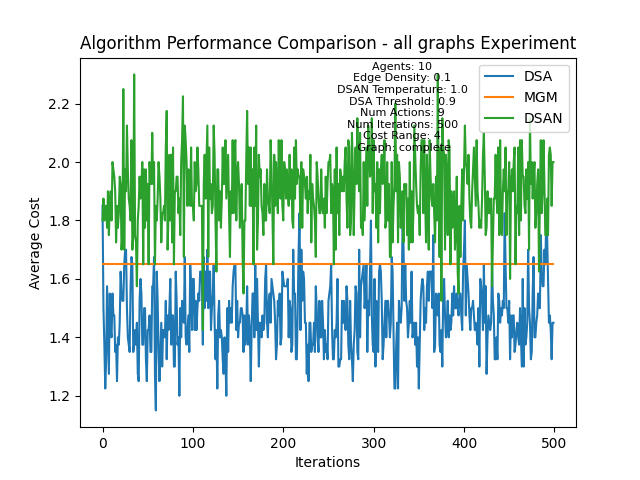 Algorithm Performance Comparison - all graphs Experiment
Agents: 10
Edge Density: 0.1
DSAN Temperature: 1.0
DSA Threshold: 0.9
Num Actions: 9
Num Iterations: 500
Cost Range: 4
Graph: complete
DSA
MGM
DSAN
Average Cost
2.2
2.0
1.8
1.6
1.4
1.2
0
100
200
300
400
500
Iterations